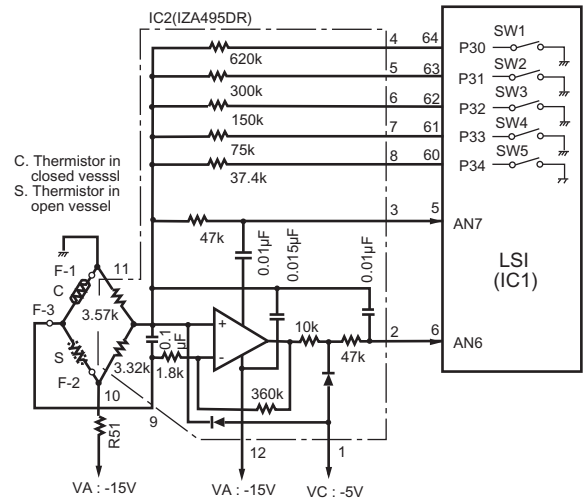 IC2(IZA495DR)
4 64
620k
P30
SW1
5 63
300k
P31
SW2
6 62
150k
P32
SW3
7 61
75k
P33
SW4
8 60
37.4k
P34
SW5
C. Thermistor in
closed vesssl
S. Thermistor in
open vessel
3 5
47k
AN7
0.01µF
0.015µF
0.01µF
LSI
(IC1)
F-1
11
C
3.57k
F-3
S
3.32k
F-2
10
9
0.1
µF
1.8k
+
-
10k
47k
2 6
AN6
360k
R51
12
1
VA : -15V
VA : -15V
VC : -5V